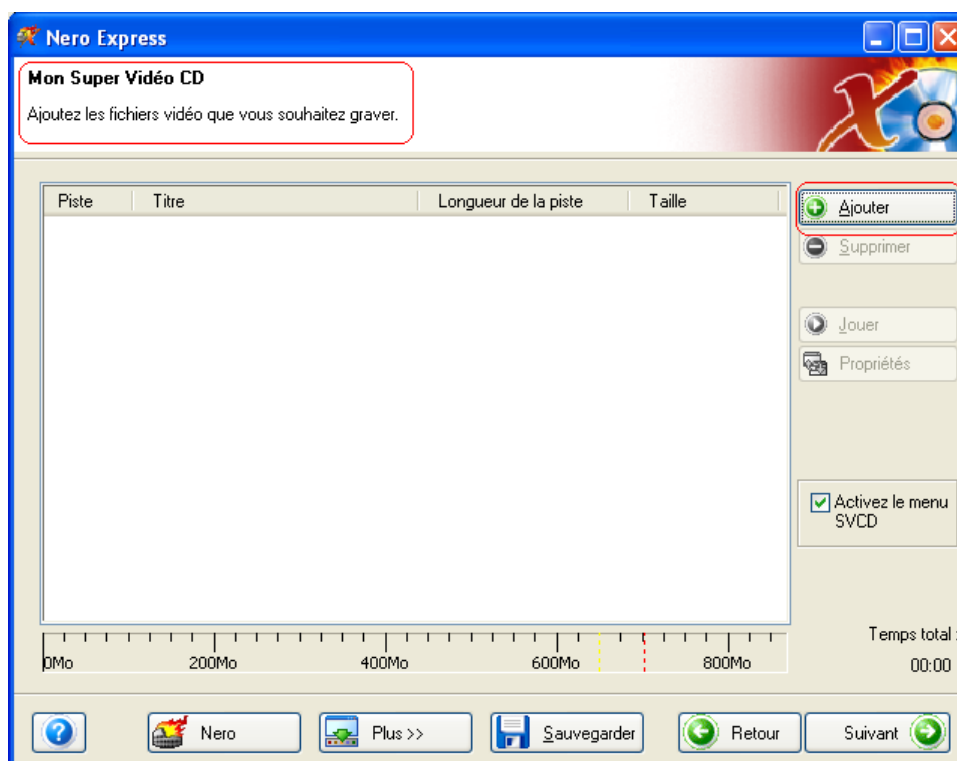 Nero Express
Mon Super Vidéo CD
Ajoutez les fichiers vidéo que vous souhaitez graver.
Piste Titre Longueur de la piste Taille
Ajouter
Supprimer
Jouer
Propriétés
Activez le menu
SVCD
0Mo 200Mo 400Mo 600Mo 800Mo
Temps total :
00:00
Nero Plus >> Sauvegarder Retour Suivant